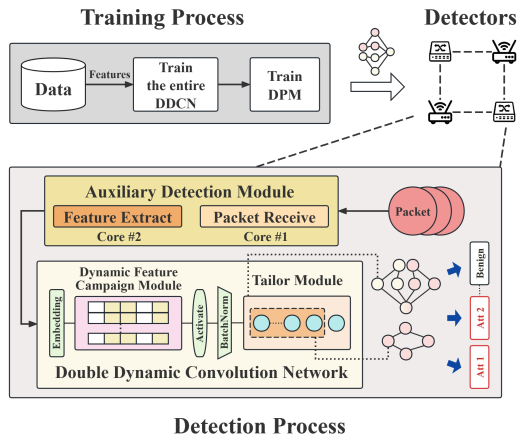 Training Process
Detectors
Data
Features
Train
the entire
DDCN
Train
DPM
Auxiliary Detection Module
Feature Extract
Packet Receive
Core #2
Core #1
Packet
Dynamic Feature
Campaign Module
Tailor Module
Embedding
Activate
BatchNorm
Double Dynamic Convolution Network
Benign
Att 2
Att 1
Detection Process